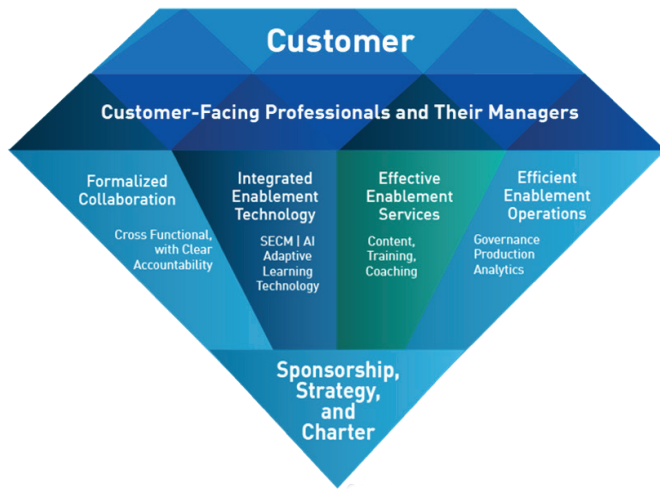 Customer
Customer-Facing Professionals and Their Managers
Formalized
Collaboration
Cross Functional,
with Clear
Accountability
Integrated
Enablement
Technology
SECM | AI
Adaptive
Learning
Technology
Effective
Enablement
Services
Content,
Training,
Coaching
Efficient
Enablement
Operations
Governance
Production
Analytics
Sponsorship,
Strategy,
and
Charter